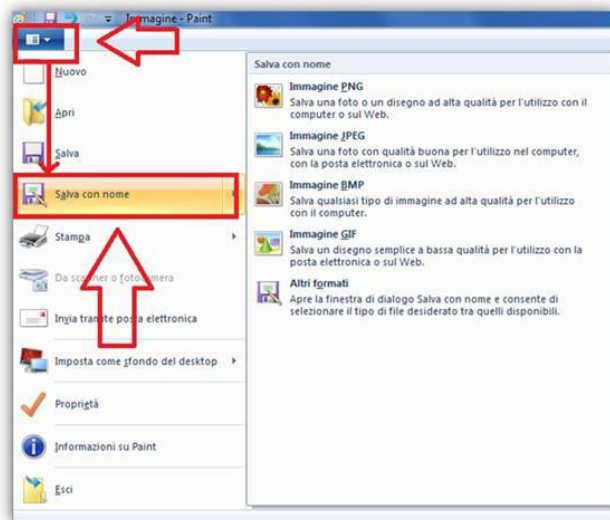 Immagine - Paint
Nuovo
Apri
Salva
Salva con nome
Stampa
Da scanner o fotocamera
Invia tramite posta elettronica
Imposta come sfondo del desktop
Proprietà
Informazioni su Paint
Esci
Salva con nome
Immagine PNG
Salva una foto o un disegno ad alta qualità per l'utilizzo con il
computer o sul Web.
Immagine JPEG
Salva una foto con qualità buona per l'utilizzo nel computer,
con la posta elettronica o sul Web.
Immagine BMP
Salva qualsiasi tipo di immagine ad alta qualità per l'utilizzo
con il computer.
Immagine GIF
Salva un disegno semplice a bassa qualità per l'utilizzo con la
posta elettronica o sul Web.
Altri formati
Apre la finestra di dialogo Salva con nome e consente di
selezionare il tipo di file desiderato tra quelli disponibili.